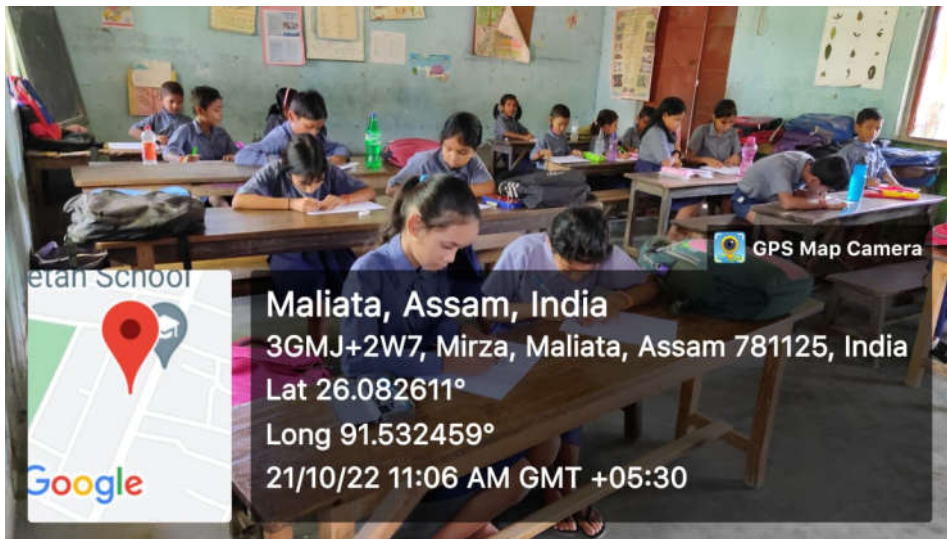 GPS Map Camera
etan School
Maliata, Assam, India
3GMJ+2W7, Mirza, Maliata, Assam 781125, India
Lat 26.082611°
Long 91.532459°
21/10/22 11:06 AM GMT +05:30
Google